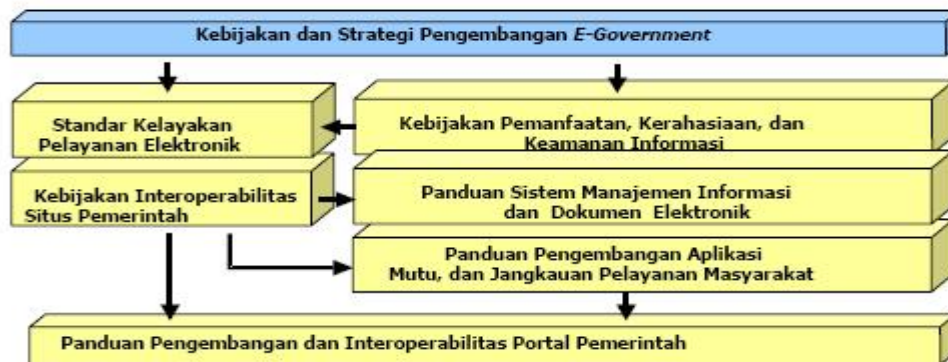 Kebijakan dan Strategi Pengembangan E-Government
Standar Kelayakan
Pelayanan Elektronik
Kebijakan Pemanfaatan, Kerahasiaan, dan
Keamanan Informasi
Kebijakan Interoperabilitas
Situs Pemerintah
Panduan Sistem Manajemen Informasi
dan Dokumen Elektronik
Panduan Pengembangan Aplikasi
Mutu, dan Jangkauan Pelayanan Masyarakat
Panduan Pengembangan dan Interoperabilitas Portal Pemerintah